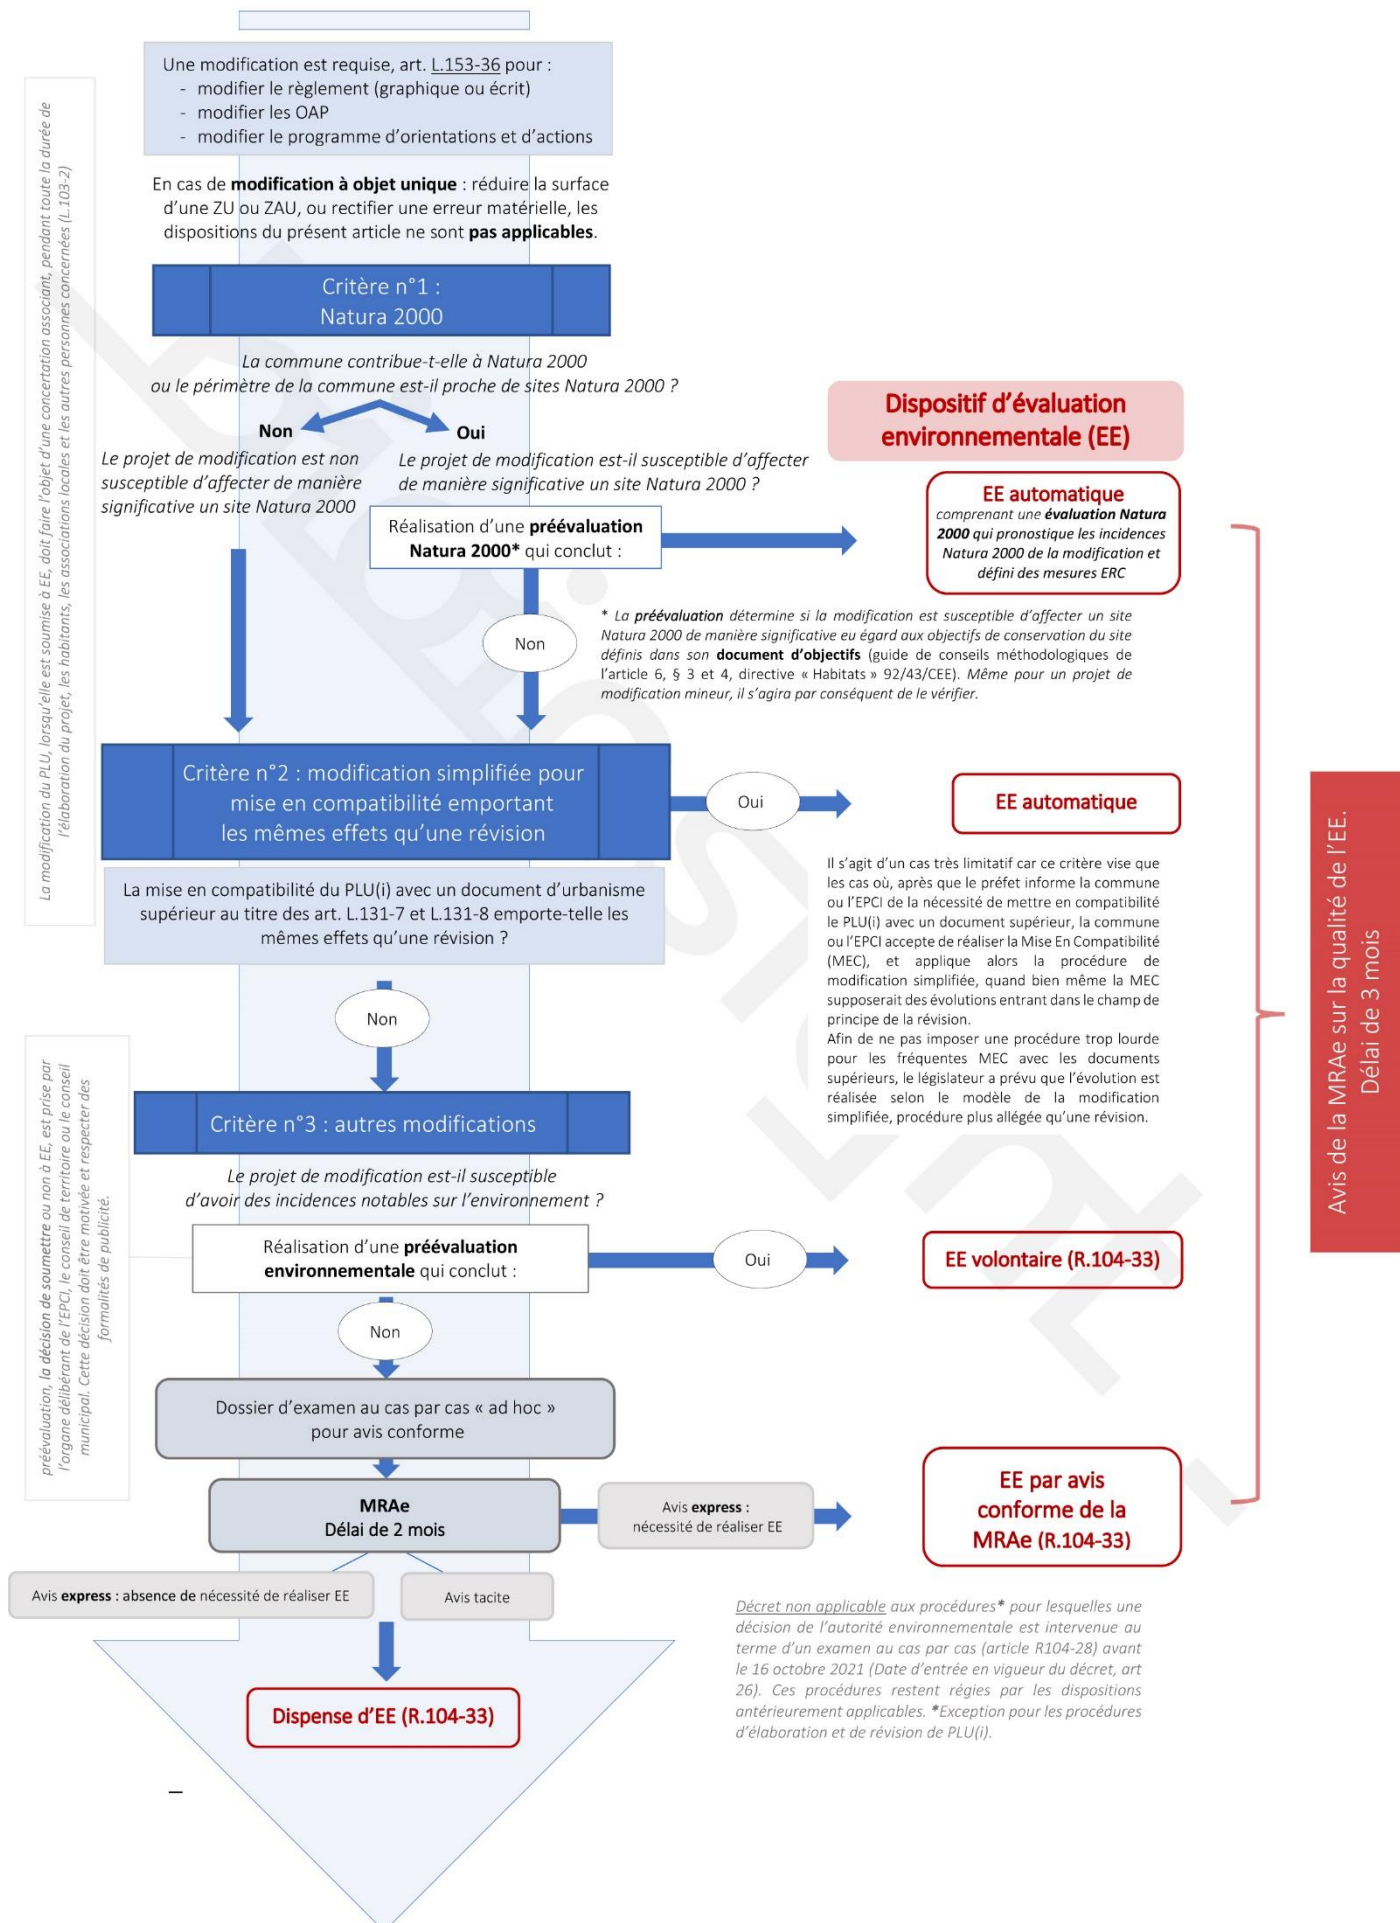 Une modification est requise, art. L.153-36 pour :
- modifier le règlement (graphique ou écrit)
- modifier les OAP
- modifier le programme d'orientations et d'actions
En cas de modification à objet unique : réduire la surface
d'une ZU ou ZAU, ou rectifier une erreur matérielle, les
dispositions du présent article ne sont pas applicables.
La modification du PLU, lorsqu'elle est soumise à EE, doit faire l'objet d'une concertation associant, pendant toute la durée de
l'élaboration du projet, les habitants, les associations locales et les autres personnes concernées (L.103-2)
Critère n°1 :
Natura 2000
La commune contribue-t-elle à Natura 2000
ou le périmètre de la commune est-il proche de sites Natura 2000 ?
Non
Oui
Le projet de modification est non
susceptible d'affecter de manière
significative un site Natura 2000
Le projet de modification est-il susceptible d'affecter
de manière significative un site Natura 2000 ?
Réalisation d'une préévaluation
Natura 2000* qui conclut :
Non
Dispositif d'évaluation
environnementale (EE)
EE automatique
comprenant une évaluation Natura
2000 qui pronostique les incidences
Natura 2000 de la modification et
défini des mesures ERC
* La préévaluation détermine si la modification est susceptible d'affecter un site
Natura 2000 de manière significative eu égard aux objectifs de conservation du site
définis dans son document d'objectifs (guide de conseils méthodologiques de
l'article 6, § 3 et 4, directive « Habitats » 92/43/CEE). Même pour un projet de
modification mineur, il s'agira par conséquent de le vérifier.
Critère n°2 : modification simplifiée pour
mise en compatibilité emportant
les mêmes effets qu'une révision
Oui
EE automatique
La mise en compatibilité du PLU(i) avec un document d'urbanisme
supérieur au titre des art. L.131-7 et L.131-8 emporte-telle les
mêmes effets qu'une révision ?
Il s'agit d'un cas très limitatif car ce critère vise que
les cas où, après que le préfet informe la commune
ou l'EPCI de la nécessité de mettre en compatibilité
le PLU(i) avec un document supérieur, la commune
ou l'EPCI accepte de réaliser la Mise En Compatibilité
(MEC), et applique alors la procédure de
modification simplifiée, quand bien même la MEC
supposerait des évolutions entrant dans le champ de
principe de la révision.
Afin de ne pas imposer une procédure trop lourde
pour les fréquentes MEC avec les documents
supérieurs, le législateur a prévu que l'évolution est
réalisée selon le modèle de la modification
simplifiée, procédure plus allégée qu'une révision.
Avis de la MRAe sur la qualité de l'EE.
Délai de 3 mois
Non
Critère n°3 : autres modifications
Le projet de modification est-il susceptible
d'avoir des incidences notables sur l'environnement ?
préévaluation, la décision de soumettre ou non à EE, est prise par
l'organe délibérant de l'EPCI, le conseil de territoire ou le conseil
municipal. Cette décision doit être motivée et respecter des
formalités de publicité.
Réalisation d'une préévaluation
environnementale qui conclut :
Oui
EE volontaire (R.104-33)
Non
Dossier d'examen au cas par cas « ad hoc »
pour avis conforme
MRAe
Délai de 2 mois
Avis express :
nécessité de réaliser EE
EE par avis
conforme de la
MRAe (R.104-33)
Avis express : absence de nécessité de réaliser EE
Avis tacite
Dispense d'EE (R.104-33)
Décret non applicable aux procédures* pour lesquelles une
décision de l'autorité environnementale est intervenue au
terme d'un examen au cas par cas (article R104-28) avant
le 16 octobre 2021 (Date d'entrée en vigueur du décret, art
26). Ces procédures restent régies par les dispositions
antérieurement applicables. *Exception pour les procédures
d'élaboration et de révision de PLU(i).